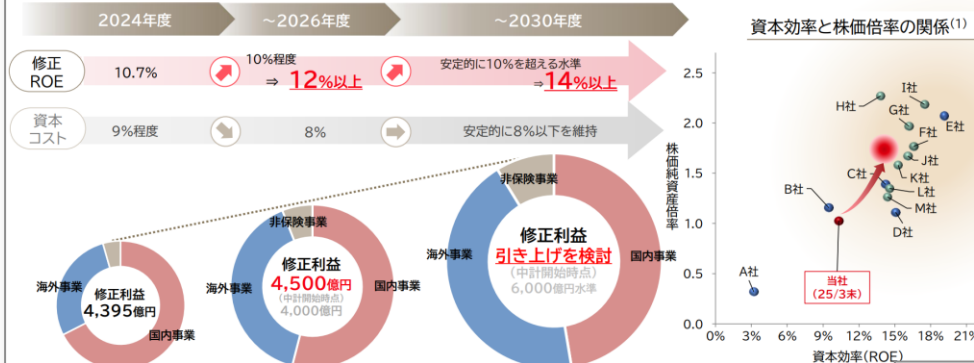 2024年度
～2026年度
～2030年度
修正
ROE
10.7%
10%程度
⇒ 12%以上
安定的に10%を超える水準
⇒14%以上
資本
コスト
9%程度
8%
安定的に8%以下を維持
海外事業
修正利益
4,395億円
国内事業
非保険事業
海外事業
修正利益
4,500億円
(中計開始時点)
4,000億円
国内事業
非保険事業
海外事業
修正利益
引き上げを検討
(中計開始時点)
6,000億円水準
国内事業
資本効率と株価倍率の関係(1)
株価純資産倍率
2.5
2.0
1.5
1.0
0.5
0.0
H社
I社
G社
E社
F社
J社
K社
C社
L社
M社
B社
D社
A社
当社
(25/3末)
0%
3%
6%
9%
12%
15%
18%
21%
資本効率(ROE)